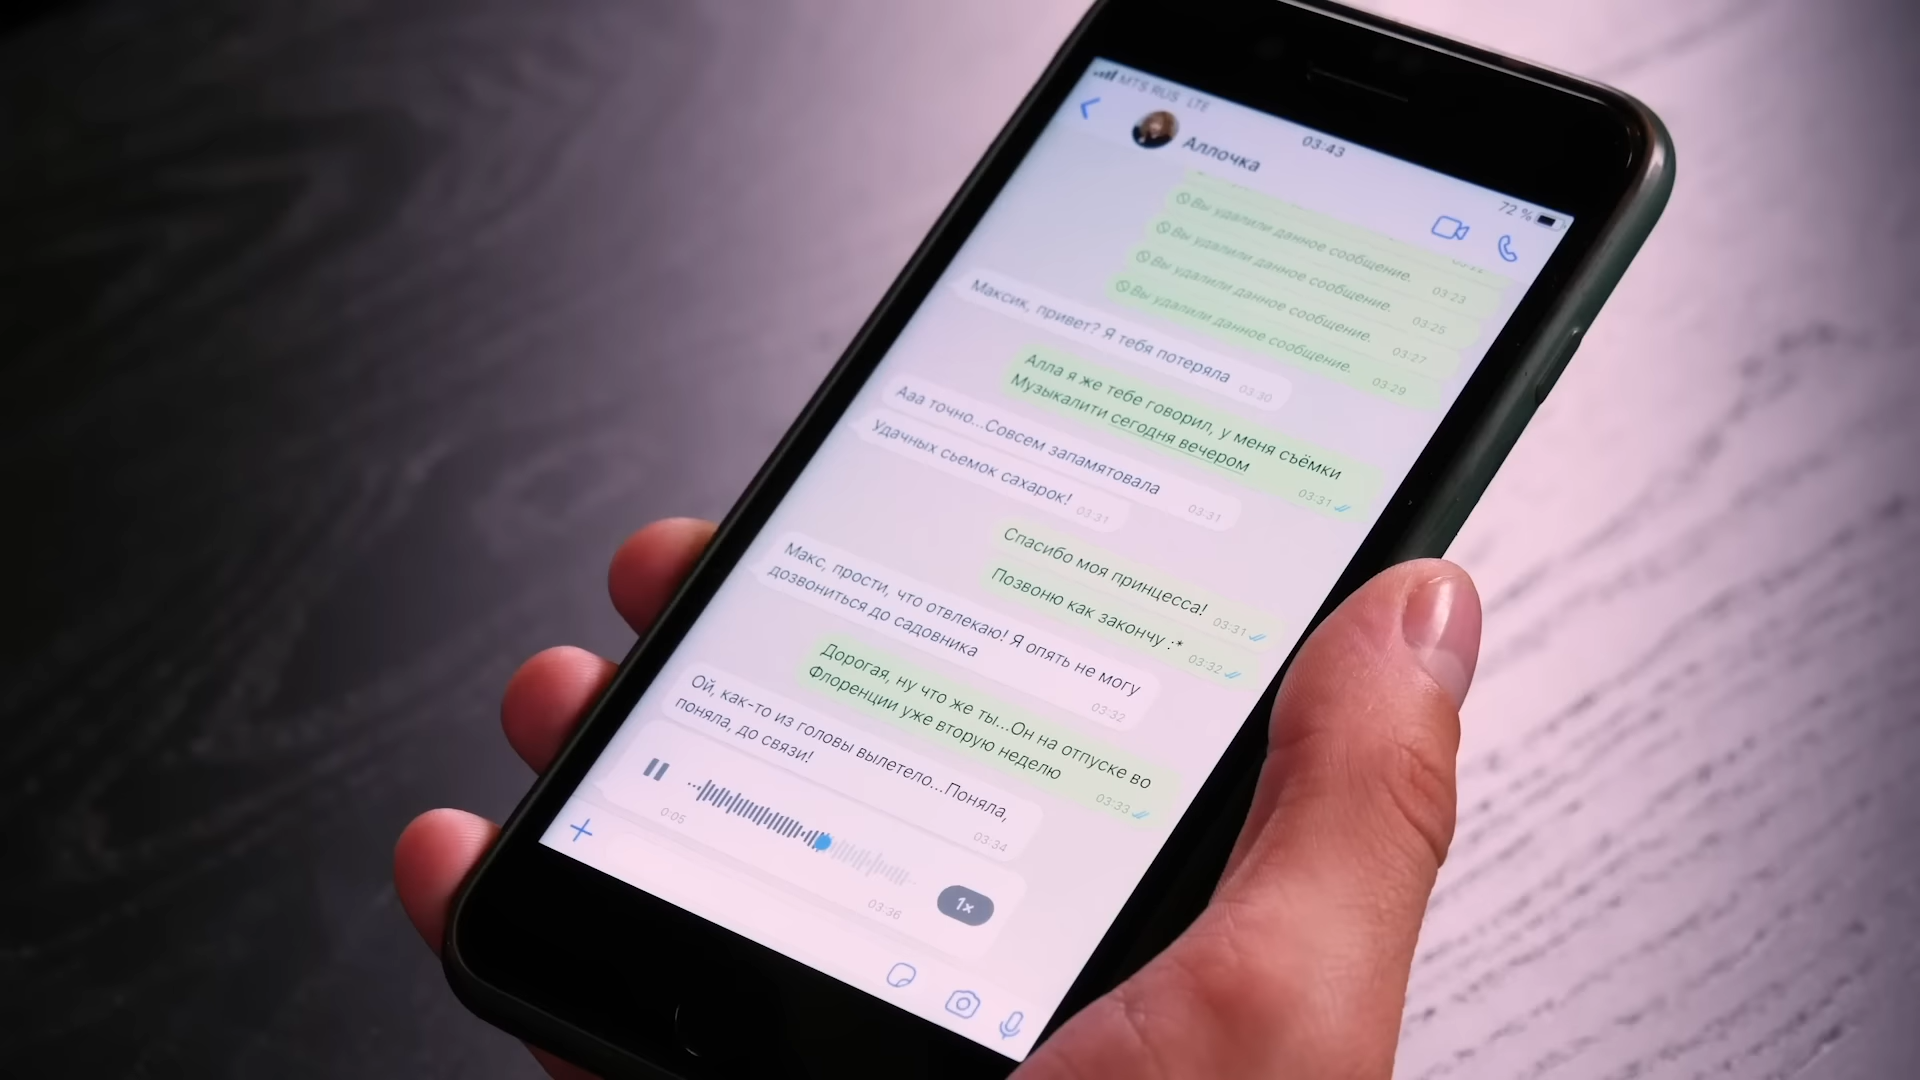 MTS RUS LTE
03:43
72 %
Аллочка
Вы удалили данное сообщение.
03:23
Вы удалили данное сообщение.
03:25
Вы удалили данное сообщение.
03:27
Вы удалили данное сообщение.
03:29
Максик, привет? Я тебя потеряла
03:30
Алла я же тебе говорил, у меня съёмки
Музыкалити сегодня вечером
03:31
Ааа точно...Совсем запамятовала
03:31
Удачных сьемок сахарок!
03:31
Спасибо моя принцесса!
03:31
Позвоню как закончу :*
03:32
Макс, прости, что отвлекаю! Я опять не могу
дозвониться до садовника
03:32
Дорогая, ну что же ты...Он на отпуске во
Флоренции уже вторую неделю
03:33
Ой, как-то из головы вылетело...Поняла,
поняла, до связи!
03:34
0:05
03:36
1x